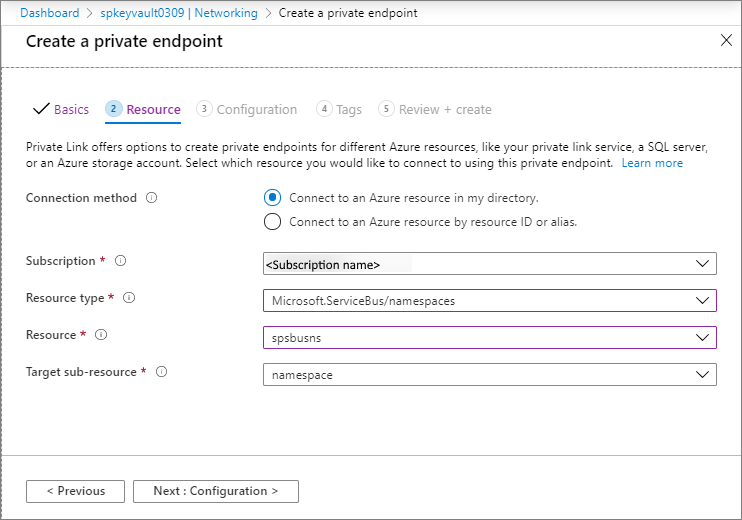 Dashboard > spkeyvault0309 | Networking > Create a private endpoint
Create a private endpoint
Basics 2 Resource 3 Configuration 4 Tags 5 Review + create
Private Link offers options to create private endpoints for different Azure resources, like your private link service, a SQL server,
or an Azure storage account. Select which resource you would like to connect to using this private endpoint. Learn more
Connection method Connect to an Azure resource in my directory.
Connect to an Azure resource by resource ID or alias.
Subscription * <Subscription name>
Resource type * Microsoft.ServiceBus/namespaces
Resource * spsbusns
Target sub-resource * namespace
< Previous Next : Configuration >